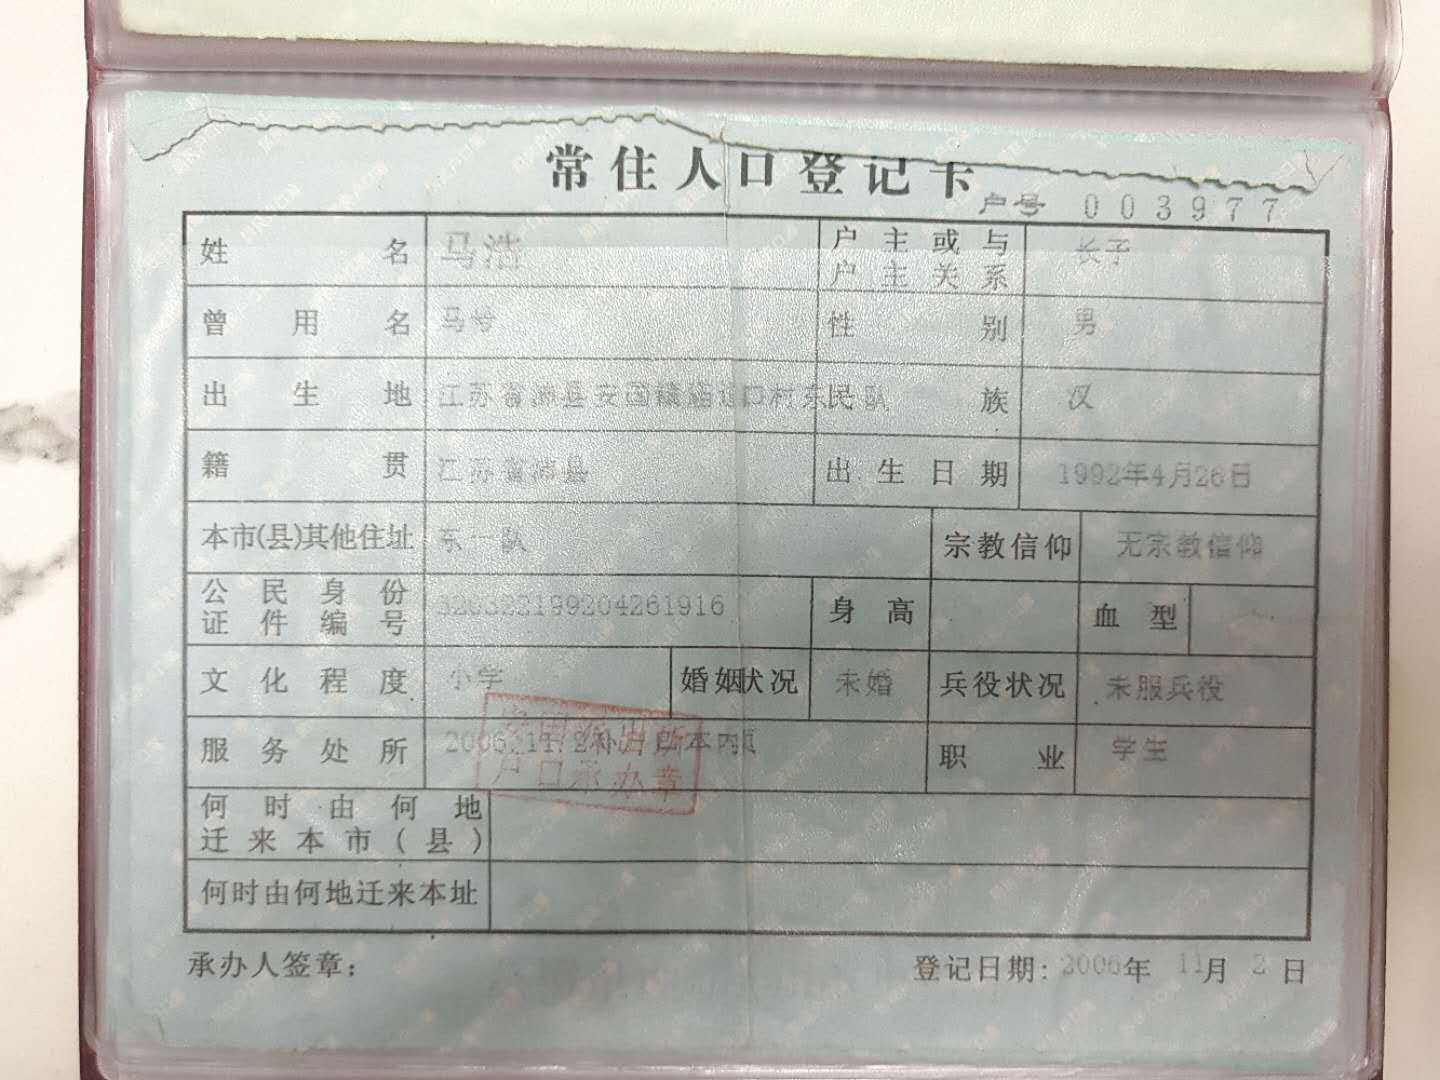 常住人口登记卡
户号 003977
姓名 马浩 户主或与户主关系 长子
曾用名 马 性别 男
出生地 江苏省沛县安国镇 口村东 队 民族 汉
籍贯 江苏省沛县 出生日期 1992年4月26日
本市(县)其他住址 东一队 宗教信仰 无宗教信仰
公民身份证件编号 320322199204261916 身高 血型
文化程度 小学 婚姻状况 未婚 兵役状况 未服兵役
服务处所 2006.11.2补 口本内页 职业 学生
安国派出所
户口承办章
何时由何地迁来本市(县)
何时由何地迁来本址
承办人签章: 登记日期: 2006年 11月 2日